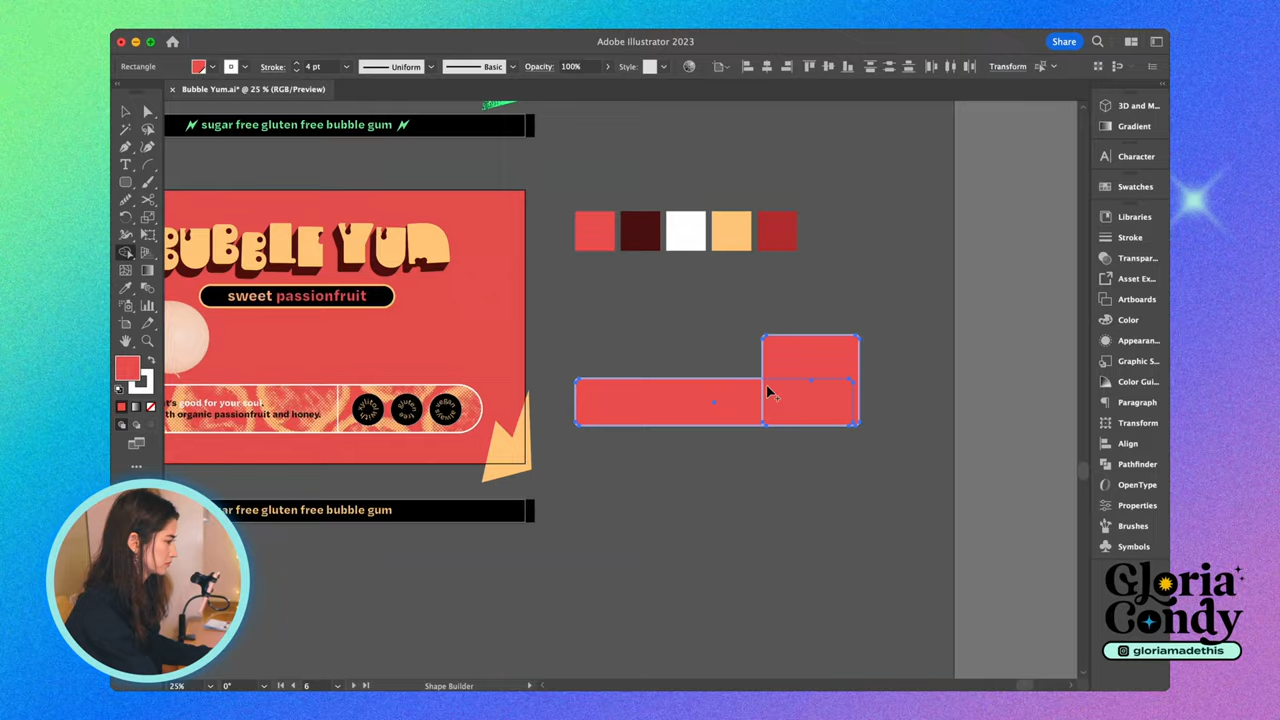 Adobe Illustrator 2023
Share
Rectangle
Stroke:
4 pt
Uniform
Basic
Opacity:
100%
Style:
Transform
× Bubble Yum.ai* @ 25 % (RGB/Preview)
sugar free gluten free bubble gum
BUBBLE YUM
sweet passionfruit
good for your soul.
th organic passionfruit and honey.
gluten free
ar free gluten free bubble gum
3D and M...
Gradient
Character
Swatches
Libraries
Stroke
Transpar...
Asset Ex...
Artboards
Color
Appearan...
Graphic S...
Color Gui...
Paragraph
Transform
Align
Pathfinder
OpenType
Properties
Brushes
Symbols
25%
0°
6
Shape Builder
Gloria
Condy
gloriamadethis